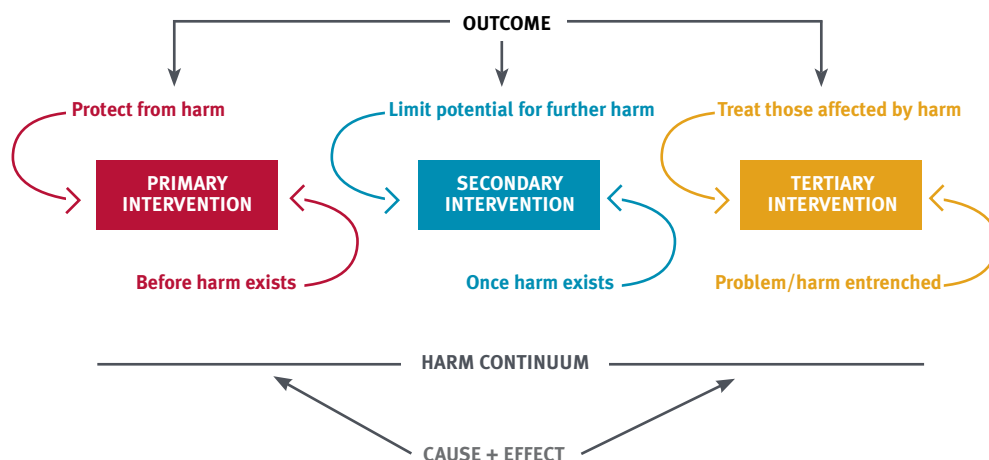 OUTCOME
Protect from harm
Limit potential for further harm
Treat those affected by harm
PRIMARY
INTERVENTION
SECONDARY
INTERVENTION
TERTIARY
INTERVENTION
Before harm exists
Once harm exists
Problem/harm entrenched
HARM CONTINUUM
CAUSE + EFFECT